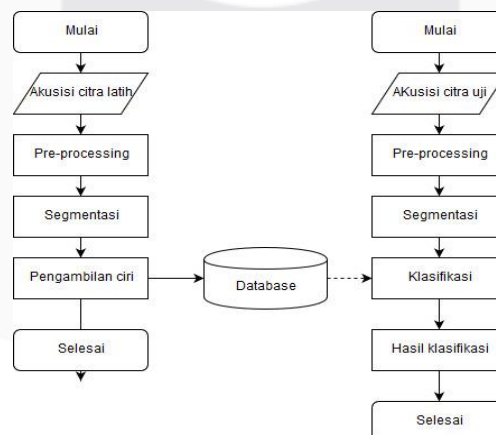 Mulai
Akusisi citra latih
Pre-processing
Segmentasi
Pengambilan ciri
Selesai
Database
Mulai
AKusisi citra uji
Pre-processing
Segmentasi
Klasifikasi
Hasil klasifikasi
Selesai